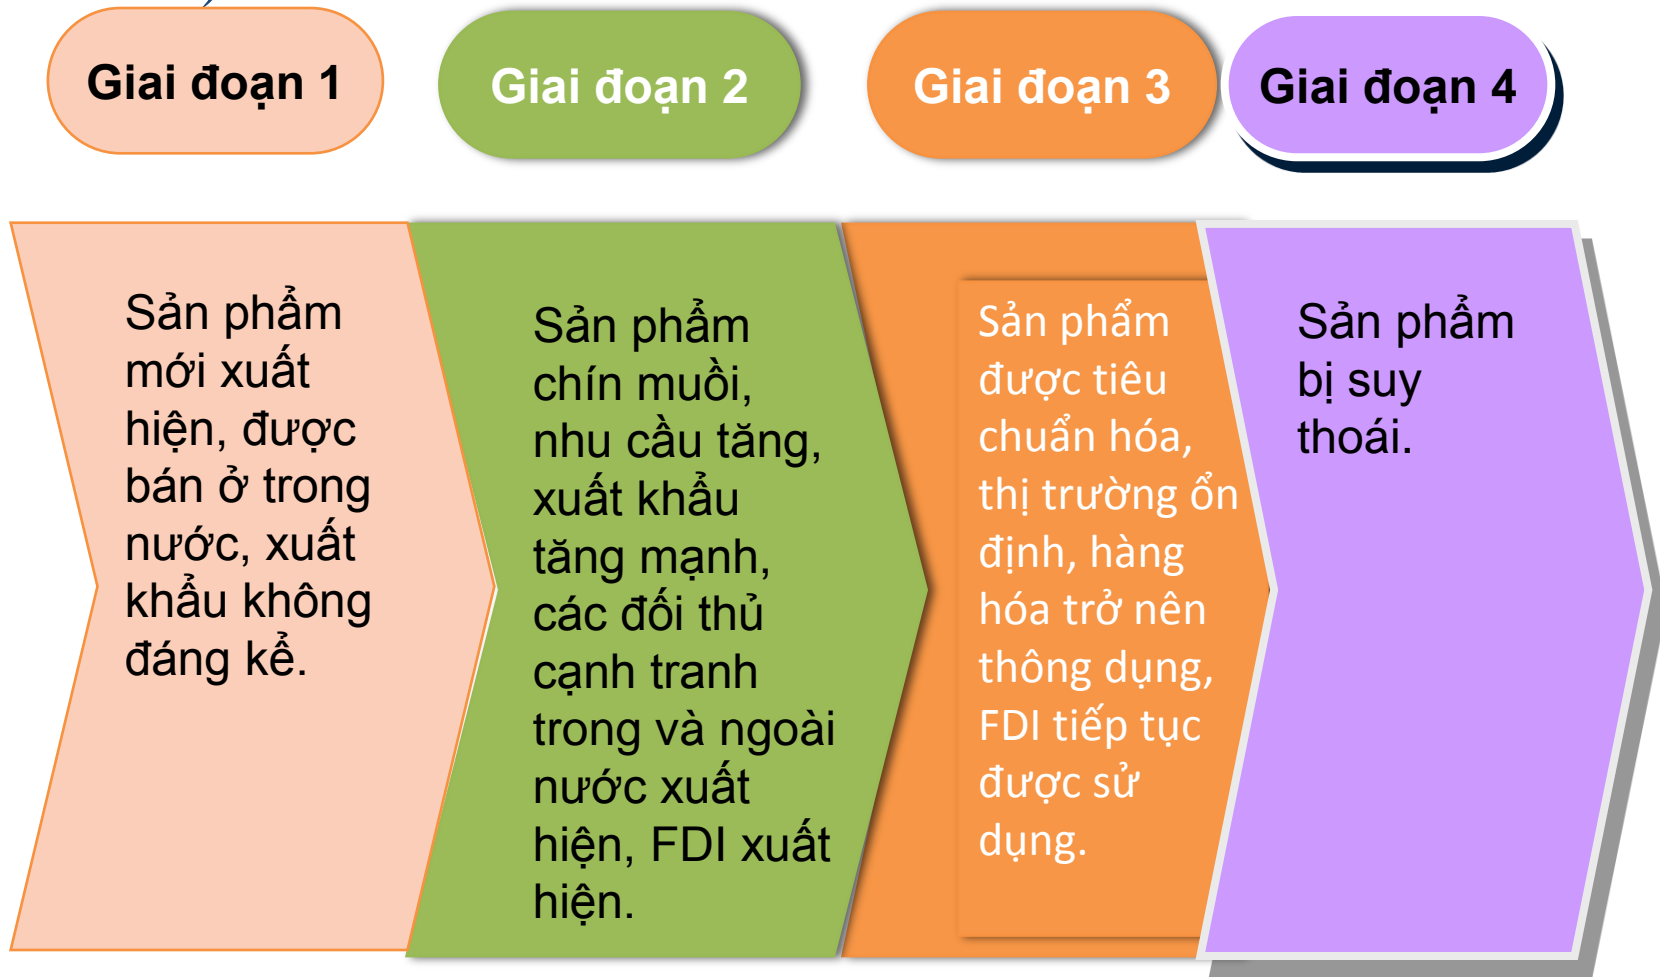 Giai đoạn 1
Giai đoạn 2
Giai đoạn 3
Giai đoạn 4
Sản phẩm
mới xuất
hiện, được
bán ở trong
nước, xuất
khẩu không
đáng kể.
Sản phẩm
chín muồi,
nhu cầu tăng,
xuất khẩu
tăng mạnh,
các đối thủ
cạnh tranh
trong và ngoài
nước xuất
hiện, FDI xuất
hiện.
Sản phẩm
được tiêu
chuẩn hóa,
thị trường ổn
định, hàng
hóa trở nên
thông dụng,
FDI tiếp tục
được sử
dụng.
Sản phẩm
bị suy
thoái.